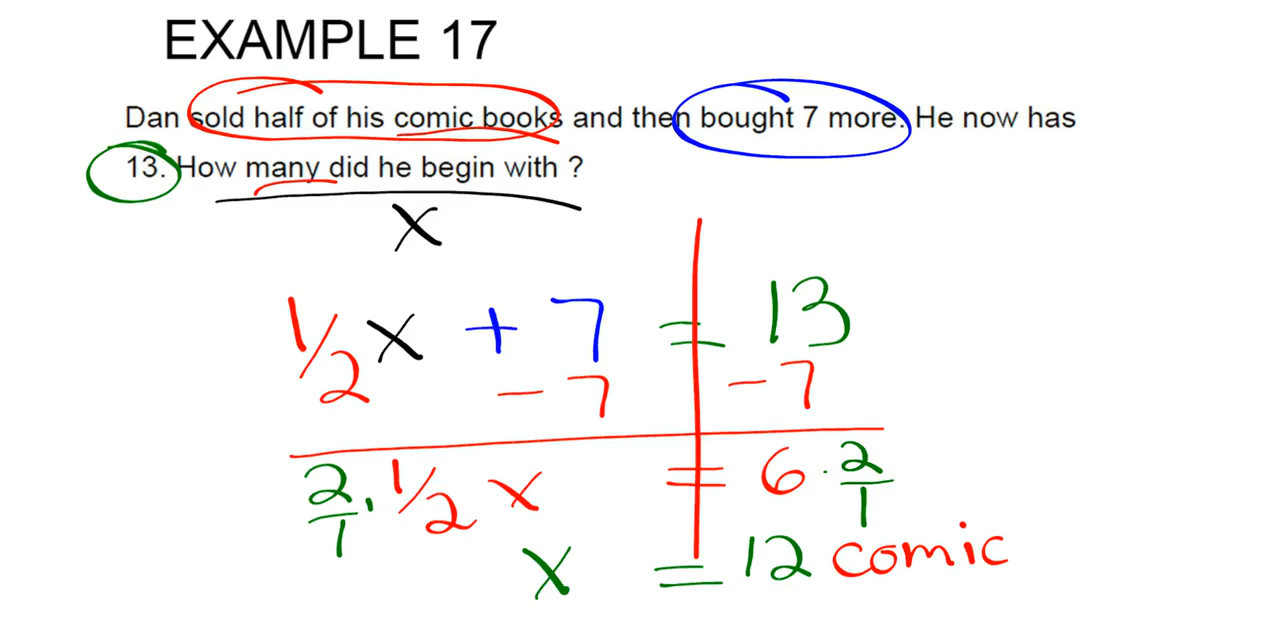 EXAMPLE 17
Dan sold half of his comic books and then bought 7 more. He now has
13. How many did he begin with ?
x
1/2 x + 7 = 13
- 7 - 7
2/1 · 1/2 x = 6 · 2/1
x = 12 comic